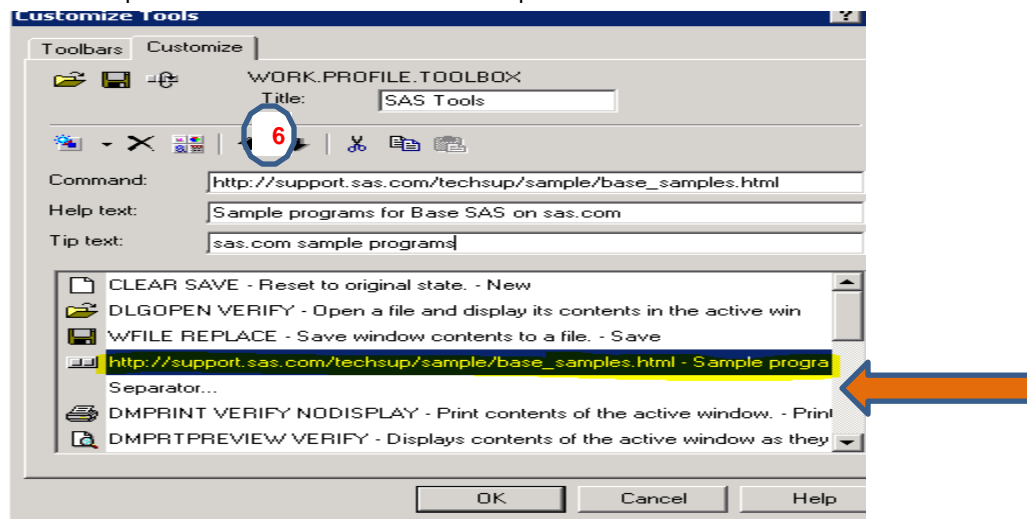 Customize Tools ?
Toolbars Customize
WORK.PROFILE.TOOLBOX
Title: SAS Tools
6
Command: http://support.sas.com/techsup/sample/base_samples.html
Help text: Sample programs for Base SAS on sas.com
Tip text: sas.com sample programs
CLEAR SAVE - Reset to original state. - New
DLGOPEN VERIFY - Open a file and display its contents in the active win
WFILE REPLACE - Save window contents to a file. - Save
http://support.sas.com/techsup/sample/base_samples.html - Sample progra
Separator...
DMPRINT VERIFY NODISPLAY - Print contents of the active window. - Print
DMPRTPREVIEW VERIFY - Displays contents of the active window as they
OK Cancel Help